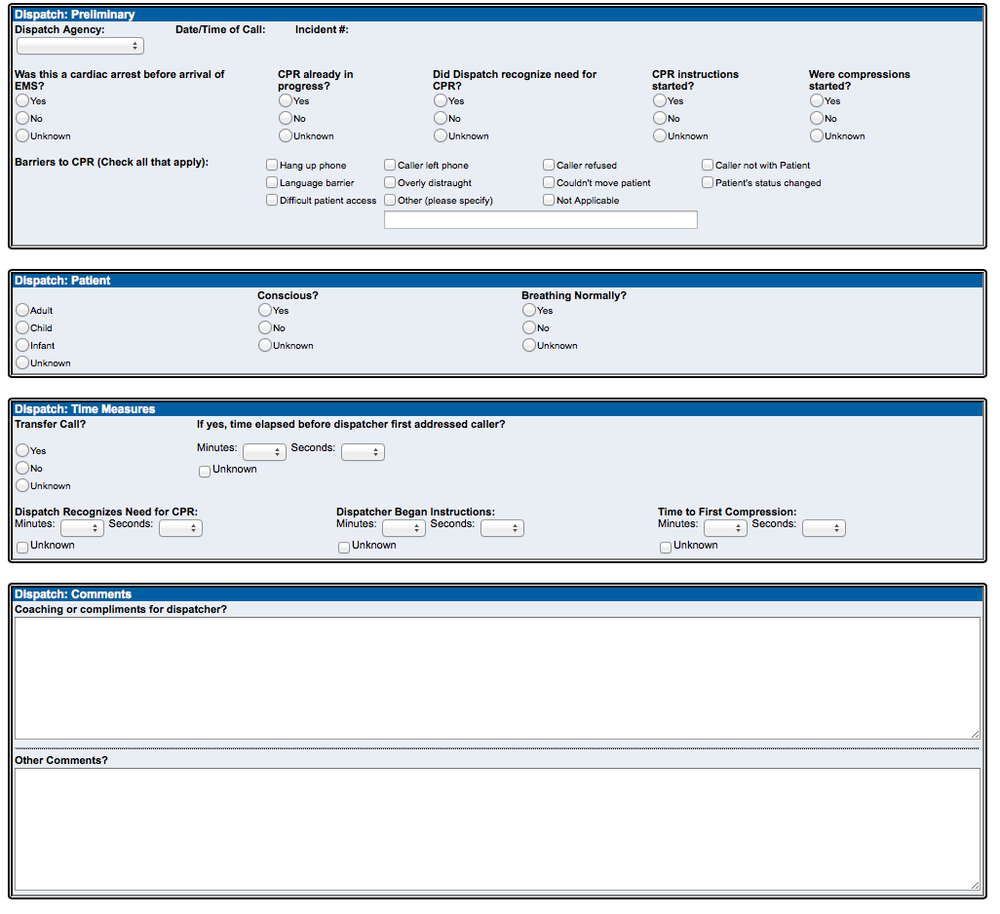 Dispatch: Preliminary
Dispatch Agency: Date/Time of Call: Incident #:
Was this a cardiac arrest before arrival of EMS?
Yes
No
Unknown
CPR already in progress?
Yes
No
Unknown
Did Dispatch recognize need for CPR?
Yes
No
Unknown
CPR instructions started?
Yes
No
Unknown
Were compressions started?
Yes
No
Unknown
Barriers to CPR (Check all that apply):
Hang up phone Caller left phone Caller refused Caller not with Patient
Language barrier Overly distraught Couldn't move patient Patient's status changed
Difficult patient access Other (please specify) Not Applicable
Dispatch: Patient
Adult
Child
Infant
Unknown
Conscious?
Yes
No
Unknown
Breathing Normally?
Yes
No
Unknown
Dispatch: Time Measures
Transfer Call?
Yes
No
Unknown
If yes, time elapsed before dispatcher first addressed caller?
Minutes: Seconds:
Unknown
Dispatch Recognizes Need for CPR:
Minutes: Seconds:
Unknown
Dispatcher Began Instructions:
Minutes: Seconds:
Unknown
Time to First Compression:
Minutes: Seconds:
Unknown
Dispatch: Comments
Coaching or compliments for dispatcher?
Other Comments?